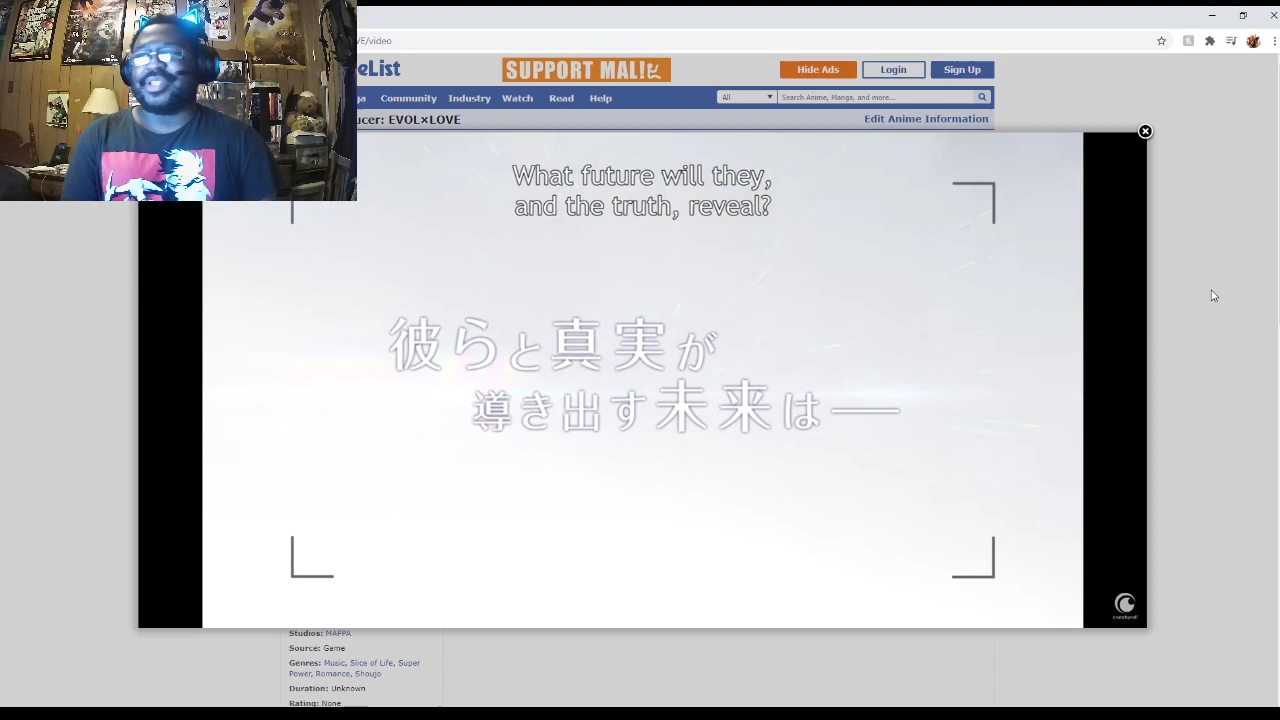 VE/video
eList
SUPPORT MAL!
Hide Ads
Login
Sign Up
ga Community Industry Watch Read Help
All
Search Anime, Manga, and more...
ucer: EVOL×LOVE
Edit Anime Information
What future will they,
and the truth, reveal?
彼らと真実が
導き出す未来は──
crunchyroll
Studios: MAPPA
Source: Game
Genres: Music, Slice of Life, Super
Power, Romance, Shoujo
Duration: Unknown
Rating: None